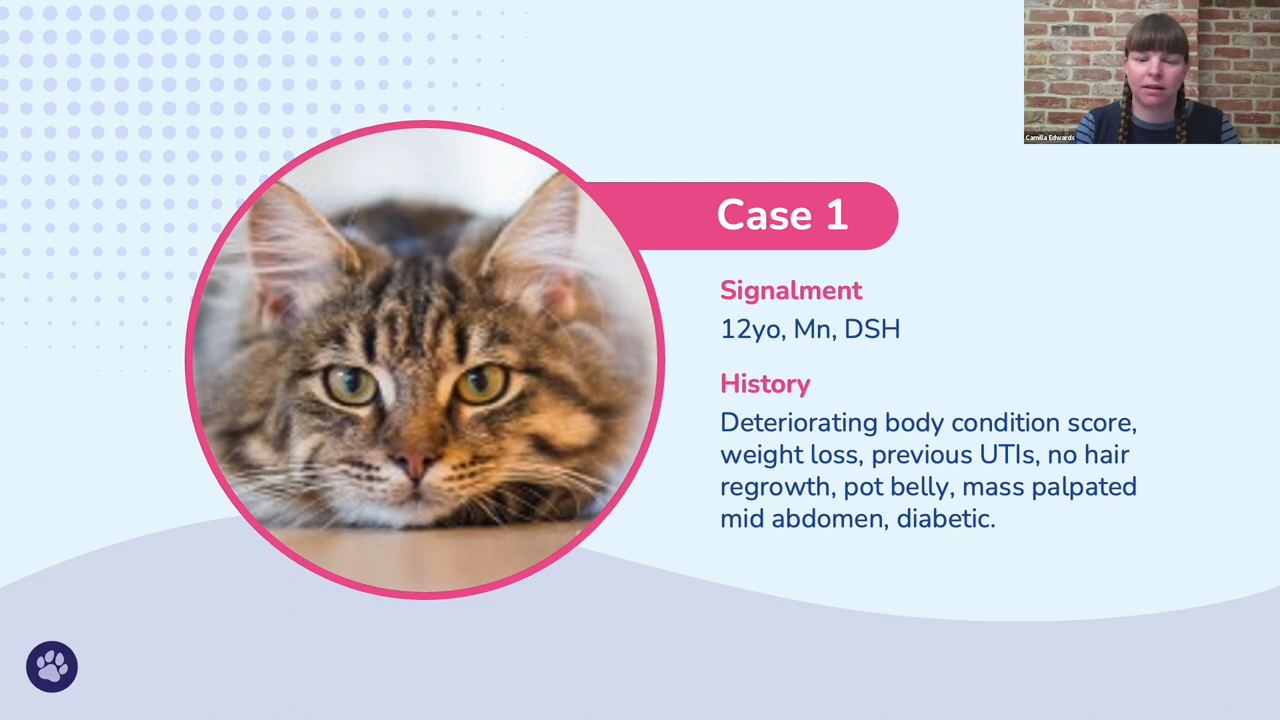 Camilla Edwards
Case 1
Signalment
12yo, Mn, DSH
History
Deteriorating body condition score,
weight loss, previous UTIs, no hair
regrowth, pot belly, mass palpated
mid abdomen, diabetic.